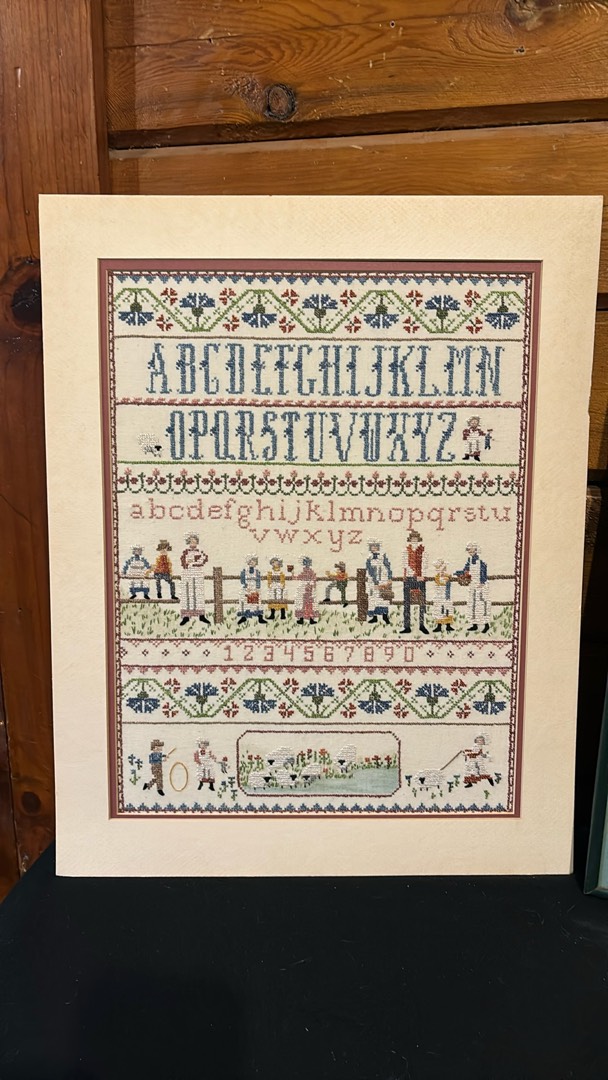 ABCDEFGHIJKLMN
OPQRSTUVWXYZ
abcdefghijklmnopqrstu
vwxyz
1234567890